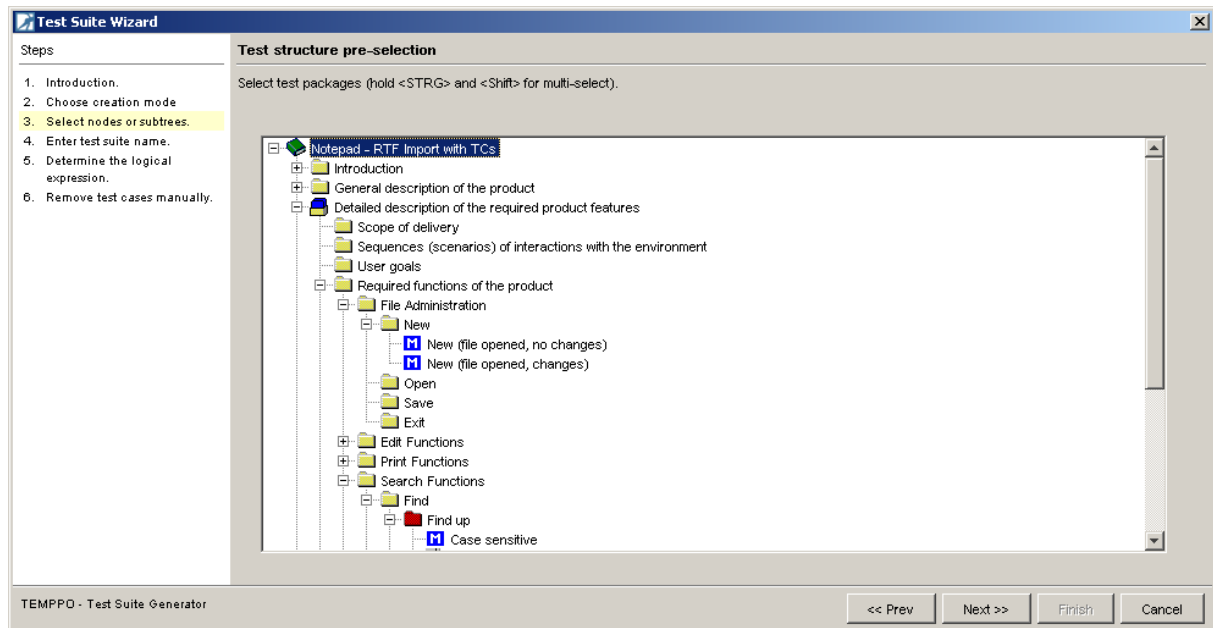 Test Suite Wizard
Steps
1. Introduction.
2. Choose creation mode
3. Select nodes or subtrees.
4. Enter test suite name.
5. Determine the logical
expression.
6. Remove test cases manually.
Test structure pre-selection
Select test packages (hold <STRG> and <Shift> for multi-select).
Notepad - RTF Import with TCs
Introduction
General description of the product
Detailed description of the required product features
Scope of delivery
Sequences (scenarios) of interactions with the environment
User goals
Required functions of the product
File Administration
New
M New (file opened, no changes)
M New (file opened, changes)
Open
Save
Exit
Edit Functions
Print Functions
Search Functions
Find
Find up
M Case sensitive
TEMPPO - Test Suite Generator
<< Prev
Next >>
Finish
Cancel